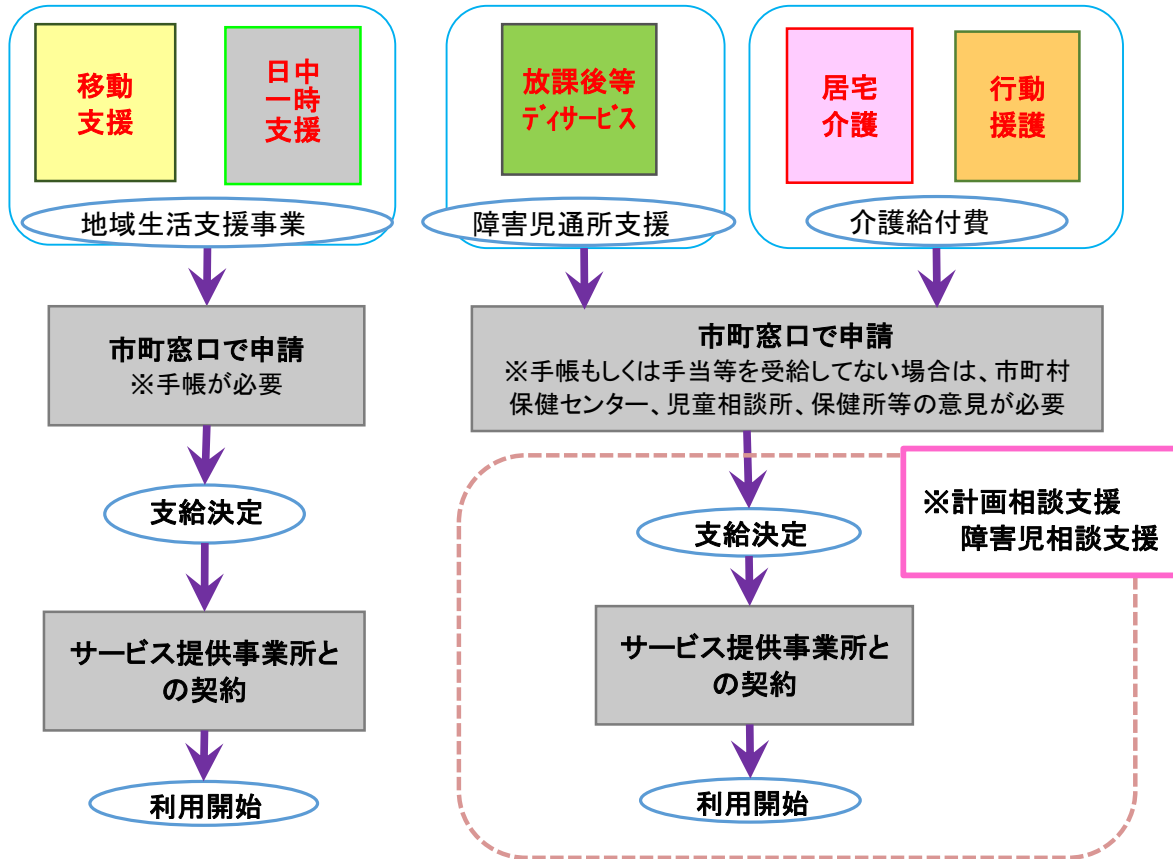 移動
支援
日中
一時
支援
放課後等
ディサービス
居宅
介護
行動
援護
地域生活支援事業
障害児通所支援
介護給付費
市町窓口で申請
※手帳が必要
市町窓口で申請
※手帳もしくは手当等を受給してない場合は、市町村
保健センター、児童相談所、保健所等の意見が必要
支給決定
支給決定
※計画相談支援
障害児相談支援
サービス提供事業所と
の契約
サービス提供事業所と
の契約
利用開始
利用開始